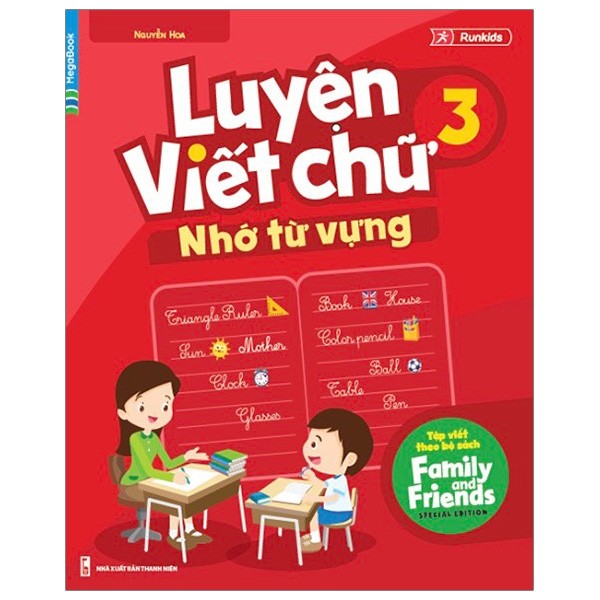 MegaBook
NGUYỄN HOA
Runkids
Luyện
Viết chữ 3
Nhớ từ vựng
Triangle Ruler
Sun Mother
Clock
Glasses
Book House
Color pencil
Ball
Table
Pen
Tập viết
theo bộ sách
Family
and
Friends
SPECIAL EDITION
NHÀ XUẤT BẢN THANH NIÊN